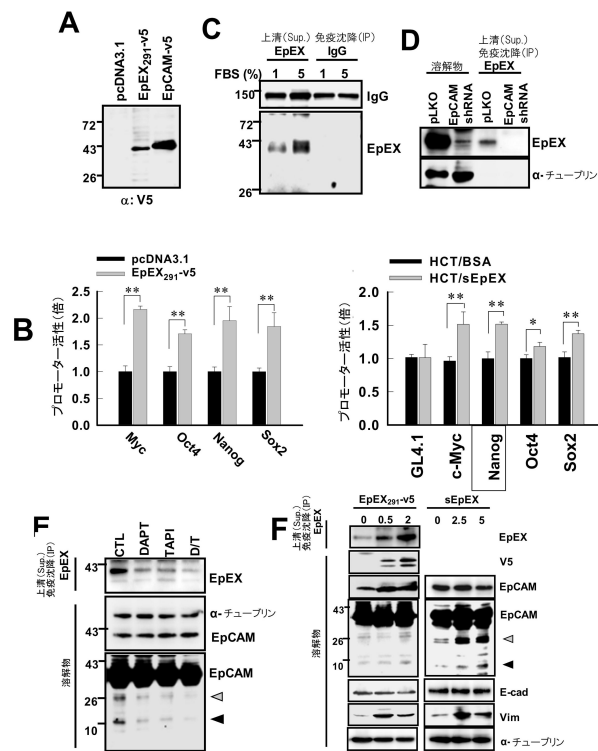 A
pcDNA3.1
EpEX291-v5
EpCAM-v5
72
43
26
α: V5
C
上清(Sup.) 免疫沈降(IP)
EpEX IgG
FBS (%) 1 5 1 5
150 IgG
72
43 EpEX
26
D
上清(Sup.)
免疫沈降(IP)
溶解物 EpEX
pLKO
EpCAM shRNA
pLKO
EpCAM shRNA
EpEX
α-チューブリン
B
pcDNA3.1
EpEX291-v5
プロモーター活性(倍)
3.0
2.5
2.0
1.5
1.0
0.5
0.0
** ** ** **
Myc Oct4 Nanog Sox2
HCT/BSA
HCT/sEpEX
プロモーター活性(倍)
2.0
1.5
1.0
0.5
0.0
** ** * **
GL4.1 c-Myc Nanog Oct4 Sox2
上清(Sup.)
免疫沈降(IP)
EpEX
CTL DAPT TAPI D/T
43 EpEX
α-チューブリン
43 EpCAM
43 EpCAM
26
10
溶解物
F
上清(Sup.)
免疫沈降(IP)
EpEX
EpEX291-v5 sEpEX
0 0.5 2 0 2.5 5
EpEX
V5
EpCAM
43 EpCAM
26
10
E-cad
Vim
α-チューブリン
溶解物